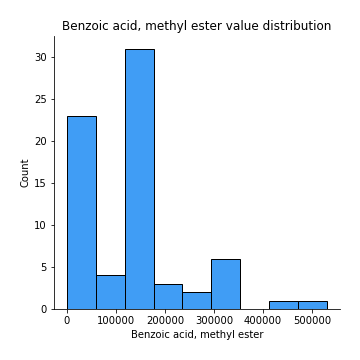 Benzoic acid, methyl ester value distribution
30
25
20
15
10
5
0
Count
0 100000 200000 300000 400000 500000
Benzoic acid, methyl ester